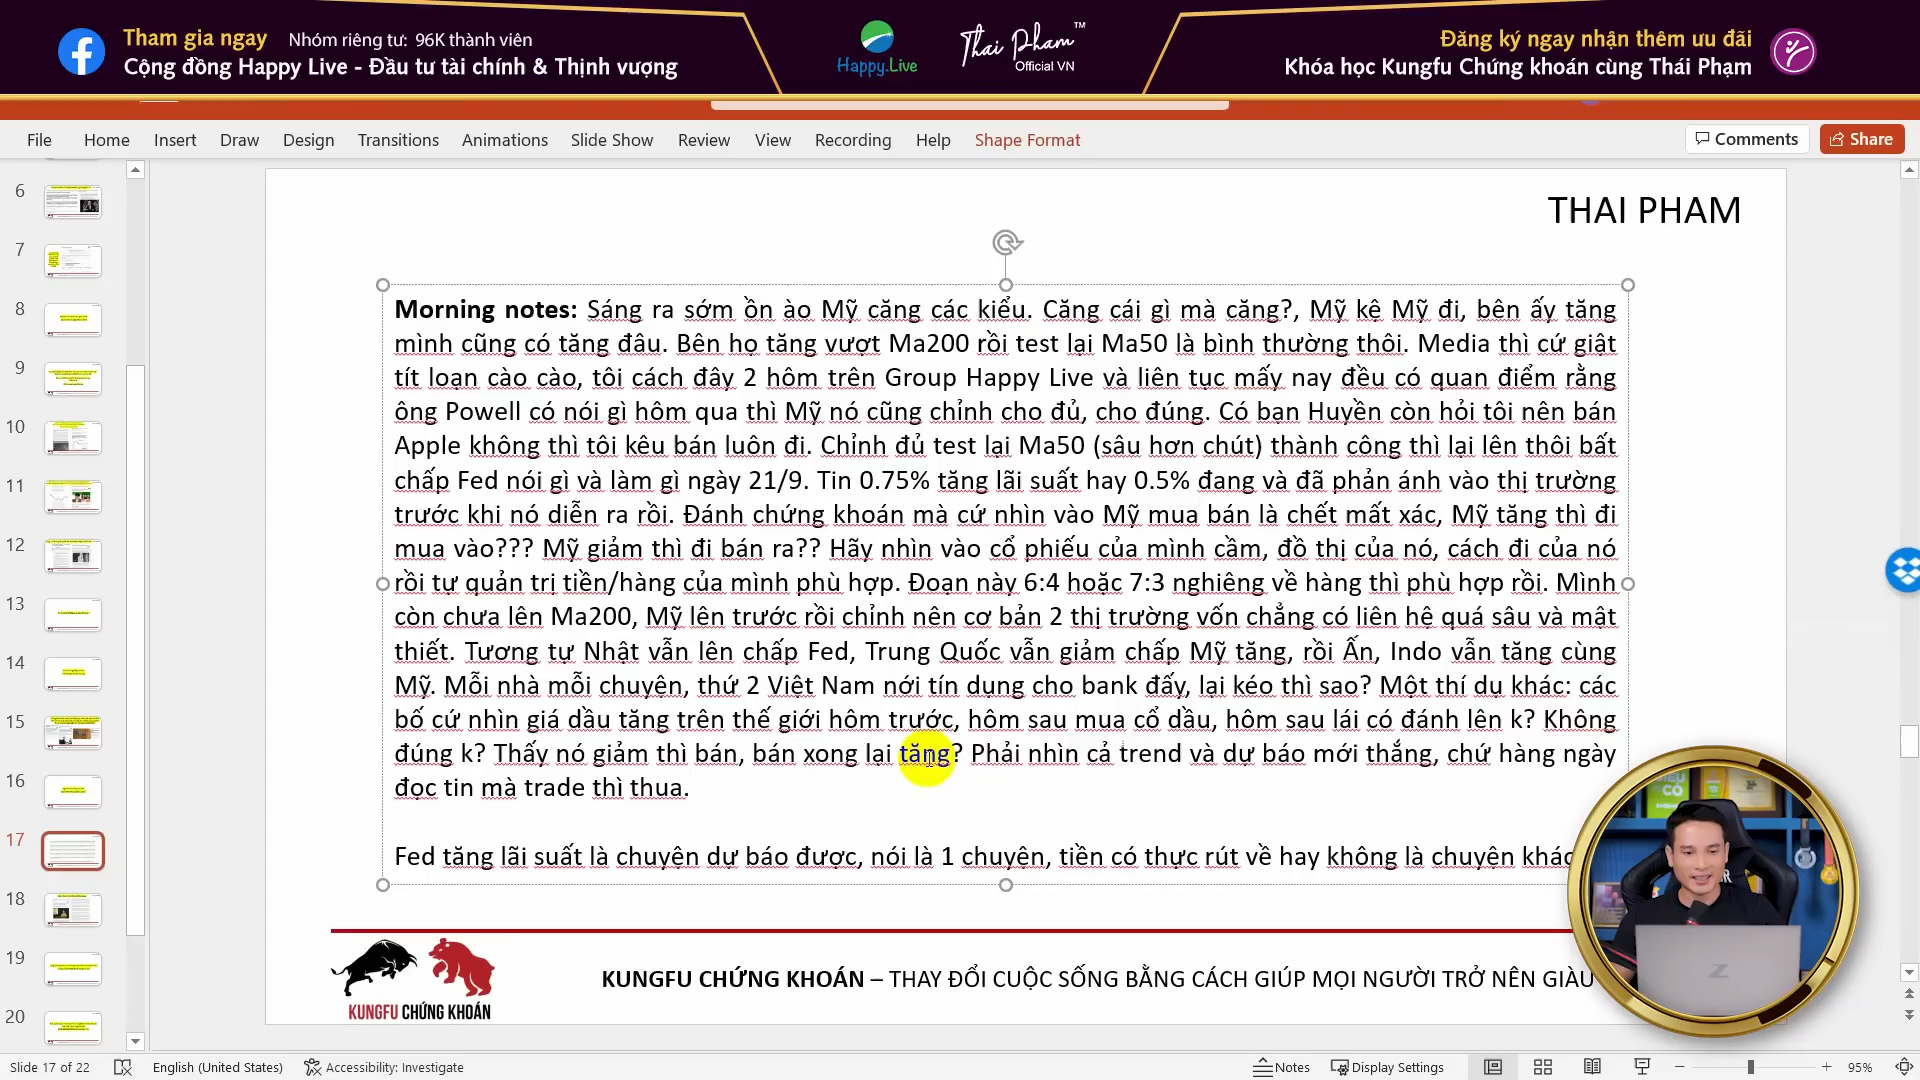 Tham gia ngay Nhóm riêng tư: 96K thành viên
Cộng đồng Happy Live - Đầu tư tài chính & Thịnh vượng
Happy.Live
Thai Pham™
Official VN
Đăng ký ngay nhận thêm ưu đãi
Khóa học Kungfu Chứng khoán cùng Thái Phạm
File Home Insert Draw Design Transitions Animations Slide Show Review View Recording Help Shape Format Comments Share
6
7
8
9
10
11
12
13
14
15
16
17
18
19
20
THAI PHAM
Morning notes: Sáng ra sớm ồn ào Mỹ căng các kiểu. Căng cái gì mà căng?, Mỹ kệ Mỹ đi, bên ấy tăng
mình cũng có tăng đâu. Bên họ tăng vượt Ma200 rồi test lại Ma50 là bình thường thôi. Media thì cứ giật
tít loạn cào cào, tôi cách đây 2 hôm trên Group Happy Live và liên tục mấy nay đều có quan điểm rằng
ông Powell có nói gì hôm qua thì Mỹ nó cũng chỉnh cho đủ, cho đúng. Có bạn Huyền còn hỏi tôi nên bán
Apple không thì tôi kêu bán luôn đi. Chỉnh đủ test lại Ma50 (sâu hơn chút) thành công thì lại lên thôi bất
chấp Fed nói gì và làm gì ngày 21/9. Tin 0.75% tăng lãi suất hay 0.5% đang và đã phản ánh vào thị trường
trước khi nó diễn ra rồi. Đánh chứng khoán mà cứ nhìn vào Mỹ mua bán là chết mất xác, Mỹ tăng thì đi
mua vào??? Mỹ giảm thì đi bán ra?? Hãy nhìn vào cổ phiếu của mình cầm, đồ thị của nó, cách đi của nó
rồi tự quản trị tiền/hàng của mình phù hợp. Đoạn này 6:4 hoặc 7:3 nghiêng về hàng thì phù hợp rồi. Mình
còn chưa lên Ma200, Mỹ lên trước rồi chỉnh nên cơ bản 2 thị trường vốn chẳng có liên hệ quá sâu và mật
thiết. Tương tự Nhật vẫn lên chấp Fed, Trung Quốc vẫn giảm chấp Mỹ tăng, rồi Ấn, Indo vẫn tăng cùng
Mỹ. Mỗi nhà mỗi chuyện, thứ 2 Việt Nam nới tín dụng cho bank đấy, lại kéo thì sao? Một thí dụ khác: các
bố cứ nhìn giá dầu tăng trên thế giới hôm trước, hôm sau mua cổ dầu, hôm sau lái có đánh lên k? Không
đúng k? Thấy nó giảm thì bán, bán xong lại tăng? Phải nhìn cả trend và dự báo mới thắng, chứ hàng ngày
đọc tin mà trade thì thua.
Fed tăng lãi suất là chuyện dự báo được, nói là 1 chuyện, tiền có thực rút về hay không là chuyện khác
KUNGFU CHỨNG KHOÁN
KUNGFU CHỨNG KHOÁN – THAY ĐỔI CUỘC SỐNG BẰNG CÁCH GIÚP MỌI NGƯỜI TRỞ NÊN GIÀU
Slide 17 of 22 English (United States) Accessibility: Investigate Notes Display Settings 95%